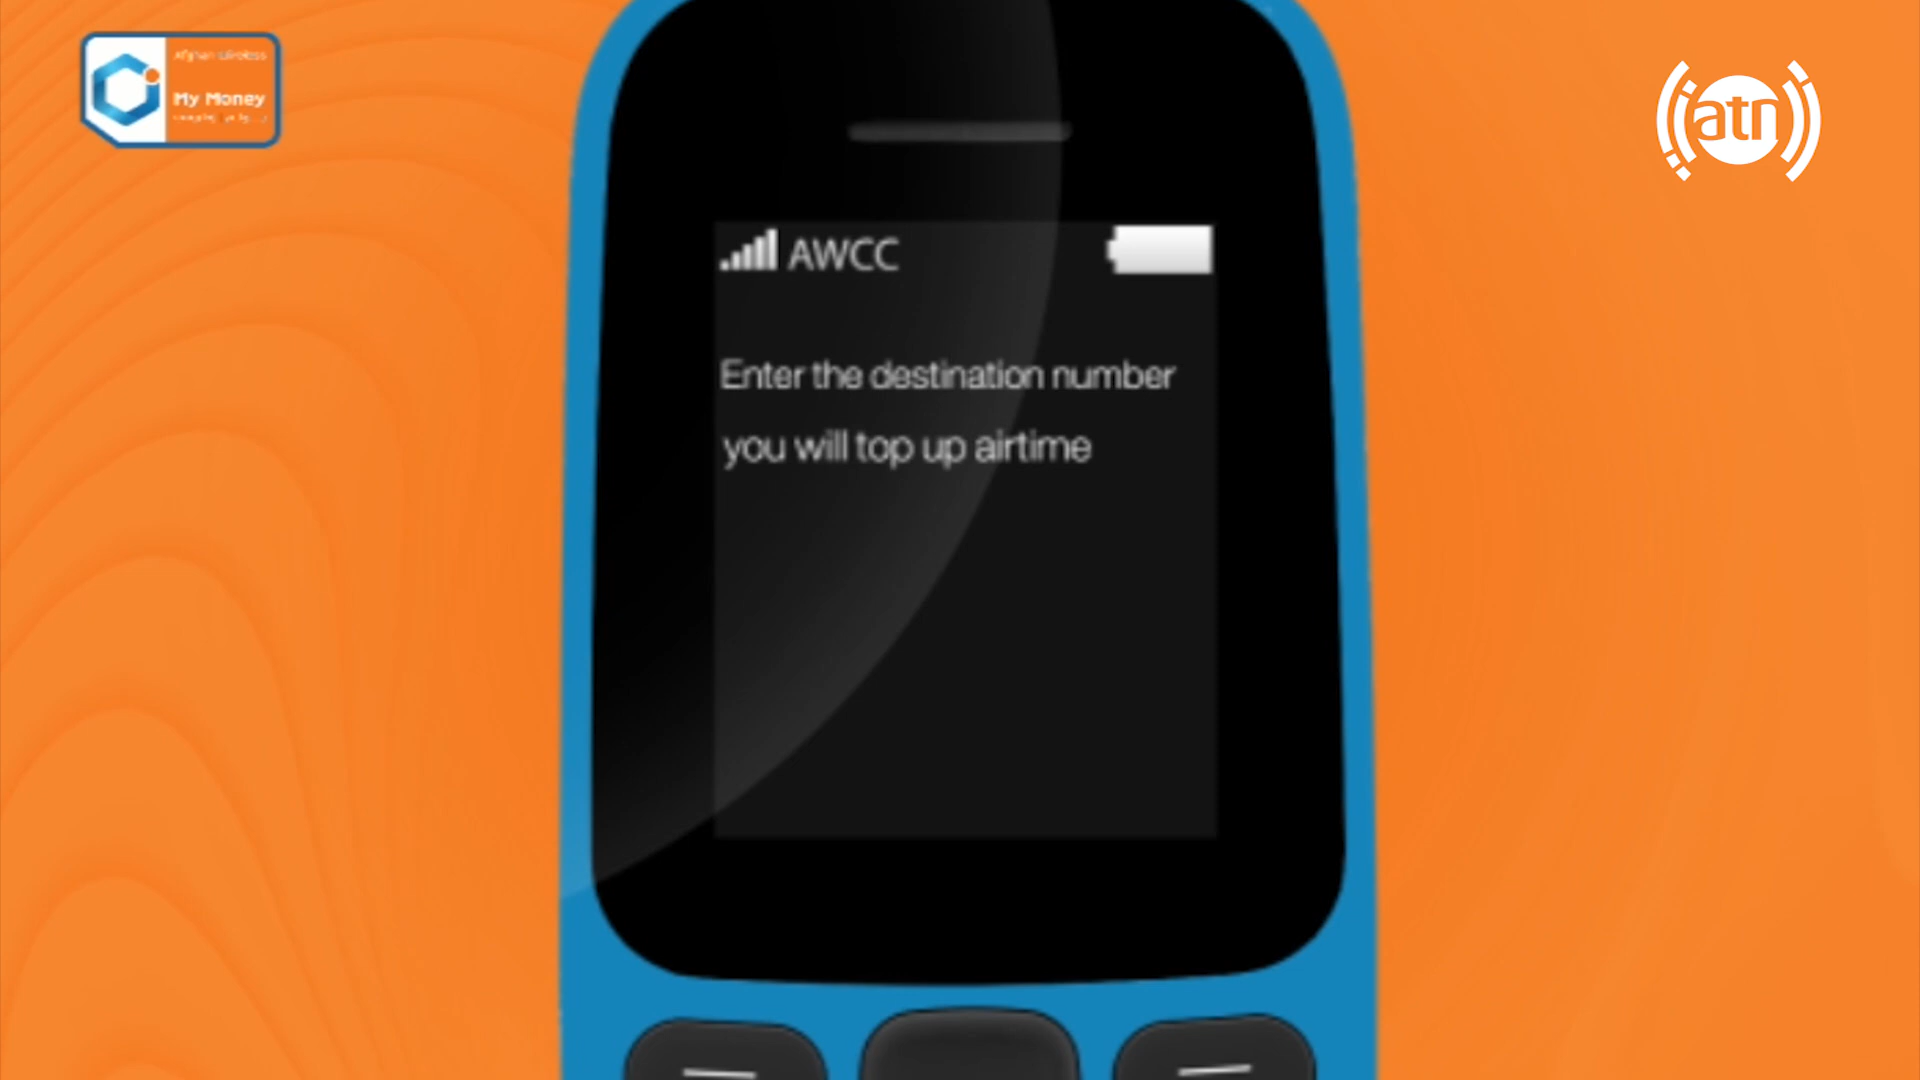 Afghan Wireless
My Money
atn
AWCC
Enter the destination number
you will top up airtime